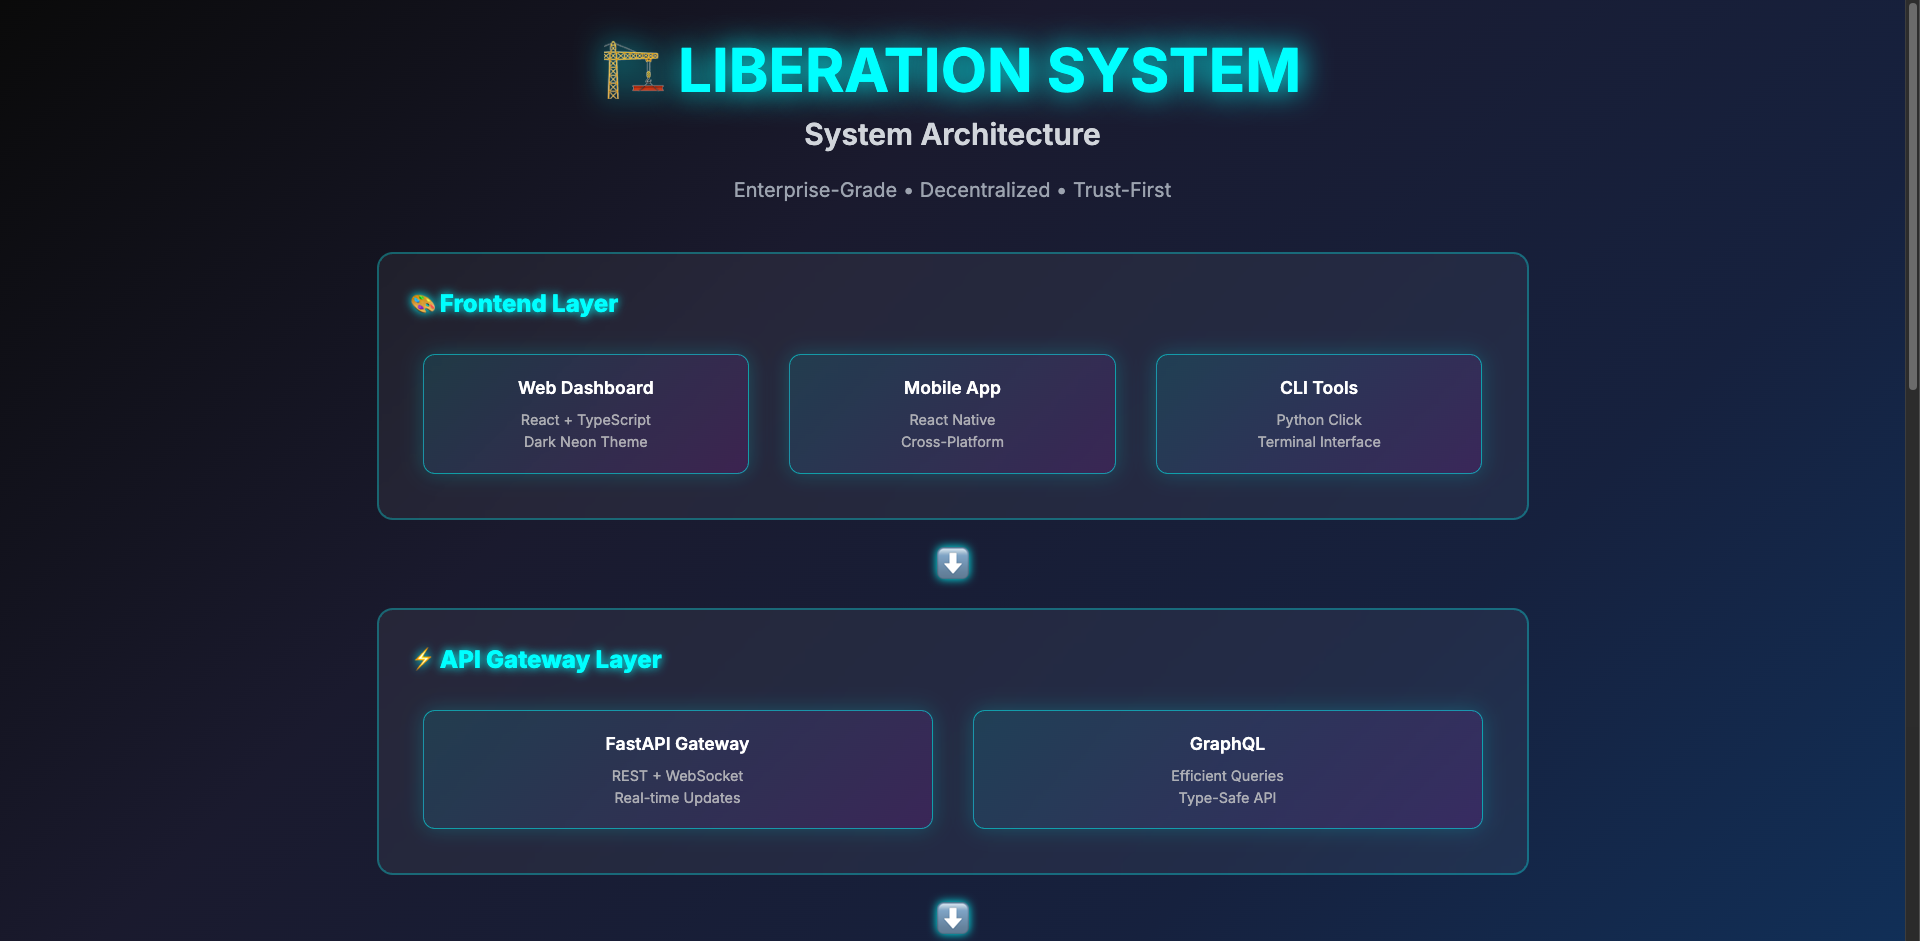 🏗️ LIBERATION SYSTEM
System Architecture
Enterprise-Grade • Decentralized • Trust-First
🎨 Frontend Layer
Web Dashboard
React + TypeScript
Dark Neon Theme
Mobile App
React Native
Cross-Platform
CLI Tools
Python Click
Terminal Interface
⬇️
⚡ API Gateway Layer
FastAPI Gateway
REST + WebSocket
Real-time Updates
GraphQL
Efficient Queries
Type-Safe API
⬇️